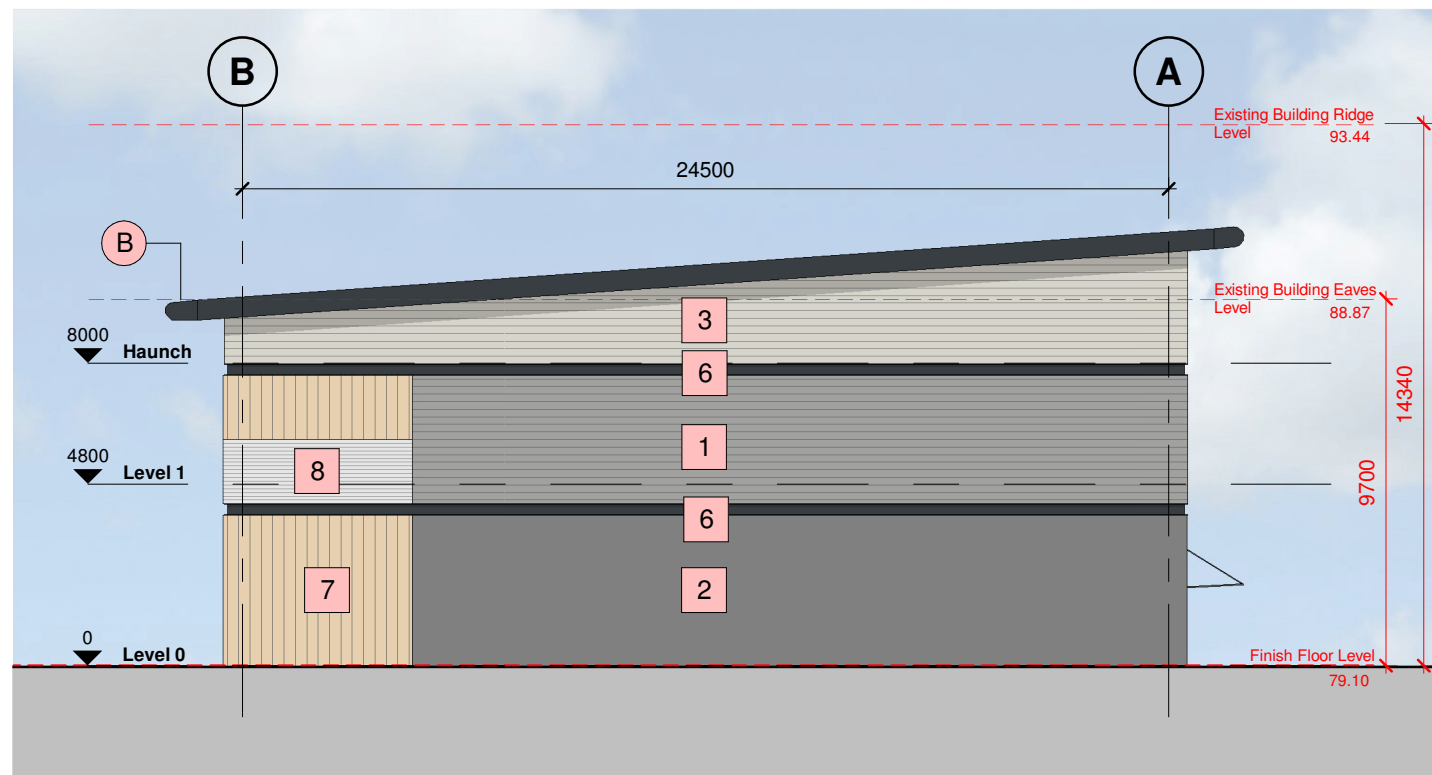 B
A
Existing Building Ridge
Level
93.44
24500
B
Existing Building Eaves
Level
88.87
3
8000
Haunch
6
14340
1
4800
Level 1
8
9700
6
7
2
0
Level 0
Finish Floor Level
79.10